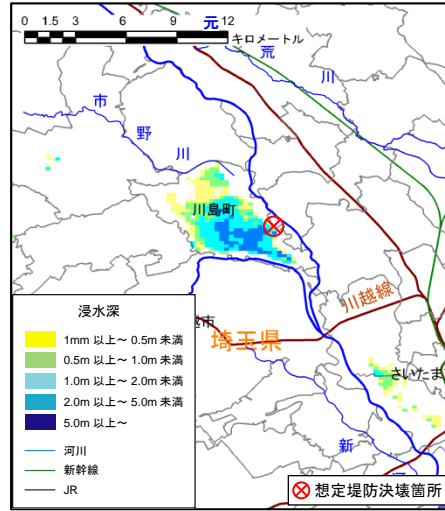 0 1.5 3 6 9 12
キロメートル
元
荒
川
市
野
川
川島町
川越線
越市
埼玉県
さいたま
新
河
浸水深
1mm 以上～ 0.5m 未満
0.5m 以上～ 1.0m 未満
1.0m 以上～ 2.0m 未満
2.0m 以上～ 5.0m 未満
5.0m 以上～
河川
新幹線
JR
想定堤防決壊箇所